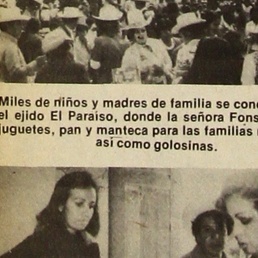 Miles de niños y madres de familia se conc
el ejido El Paraíso, donde la señora Fons
juguetes, pan y manteca para las familias
así como golosinas.